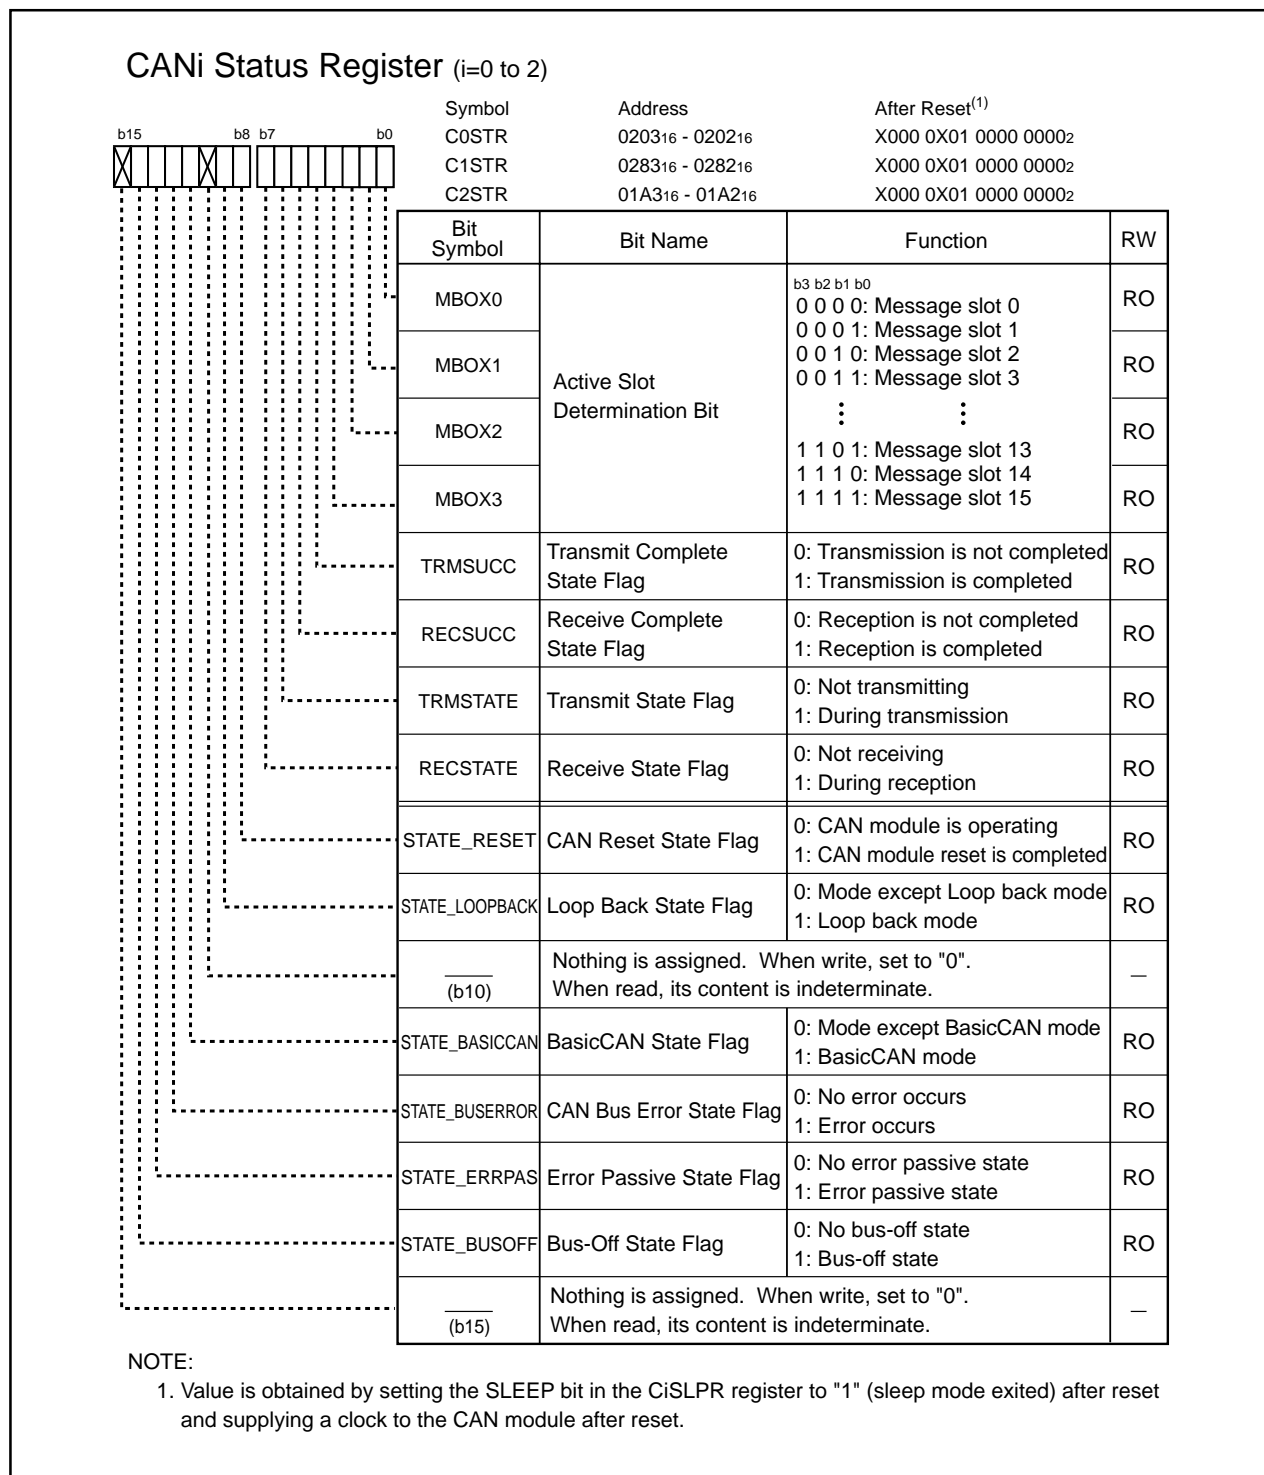 CANi Status Register (i=0 to 2)
Symbol Address After Reset(1)
b15 b8 b7 b0 C0STR 020316 - 020216 X000 0X01 0000 00002
C1STR 028316 - 028216 X000 0X01 0000 00002
C2STR 01A316 - 01A216 X000 0X01 0000 00002
Bit Symbol Bit Name Function RW
MBOX0 RO
MBOX1 RO
MBOX2 RO
MBOX3 RO
Active Slot
Determination Bit
b3 b2 b1 b0
0 0 0 0: Message slot 0
0 0 0 1: Message slot 1
0 0 1 0: Message slot 2
0 0 1 1: Message slot 3
⋮ ⋮
1 1 0 1: Message slot 13
1 1 1 0: Message slot 14
1 1 1 1: Message slot 15
TRMSUCC Transmit Complete State Flag 0: Transmission is not completed
1: Transmission is completed RO
RECSUCC Receive Complete State Flag 0: Reception is not completed
1: Reception is completed RO
TRMSTATE Transmit State Flag 0: Not transmitting
1: During transmission RO
RECSTATE Receive State Flag 0: Not receiving
1: During reception RO
STATE_RESET CAN Reset State Flag 0: CAN module is operating
1: CAN module reset is completed RO
STATE_LOOPBACK Loop Back State Flag 0: Mode except Loop back mode
1: Loop back mode RO
(b10) Nothing is assigned. When write, set to "0".
When read, its content is indeterminate. —
STATE_BASICCAN BasicCAN State Flag 0: Mode except BasicCAN mode
1: BasicCAN mode RO
STATE_BUSERROR CAN Bus Error State Flag 0: No error occurs
1: Error occurs RO
STATE_ERRPAS Error Passive State Flag 0: No error passive state
1: Error passive state RO
STATE_BUSOFF Bus-Off State Flag 0: No bus-off state
1: Bus-off state RO
(b15) Nothing is assigned. When write, set to "0".
When read, its content is indeterminate. —
NOTE:
1. Value is obtained by setting the SLEEP bit in the CiSLPR register to "1" (sleep mode exited) after reset
and supplying a clock to the CAN module after reset.